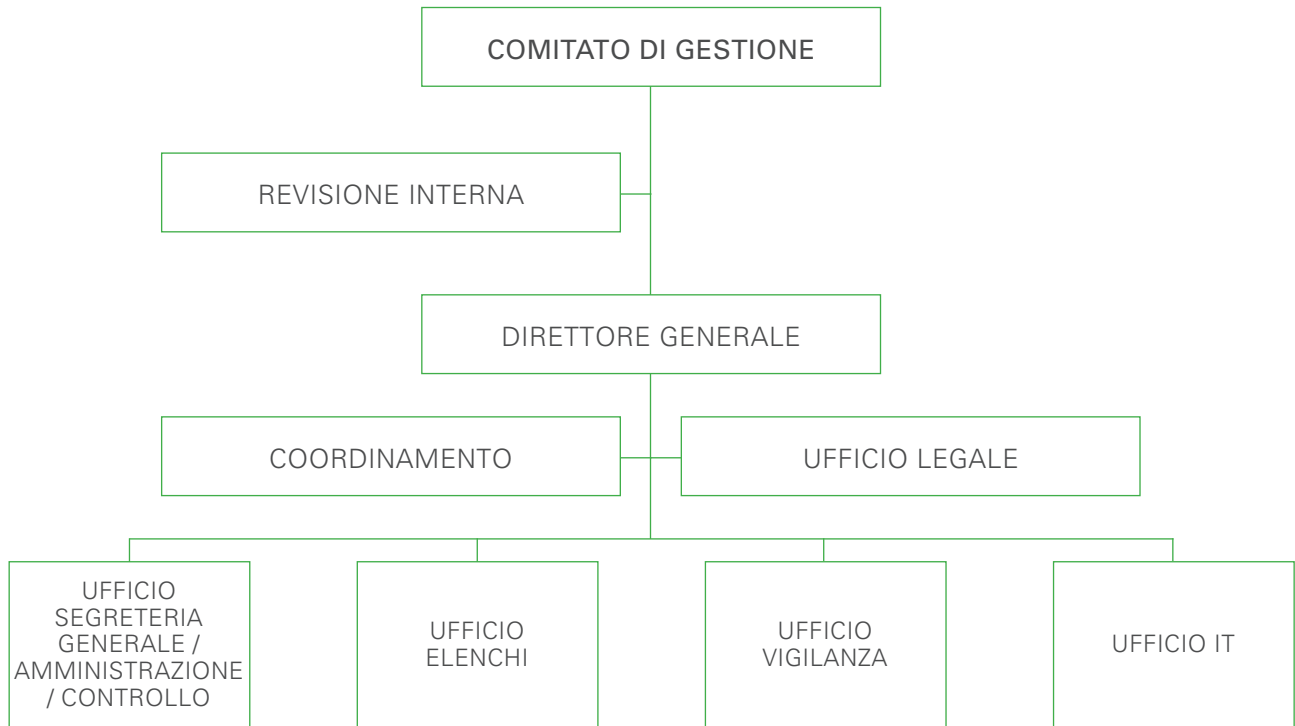 COMITATO DI GESTIONE
REVISIONE INTERNA
DIRETTORE GENERALE
COORDINAMENTO
UFFICIO LEGALE
UFFICIO
SEGRETERIA
GENERALE /
AMMINISTRAZIONE
/ CONTROLLO
UFFICIO
ELENCHI
UFFICIO
VIGILANZA
UFFICIO IT